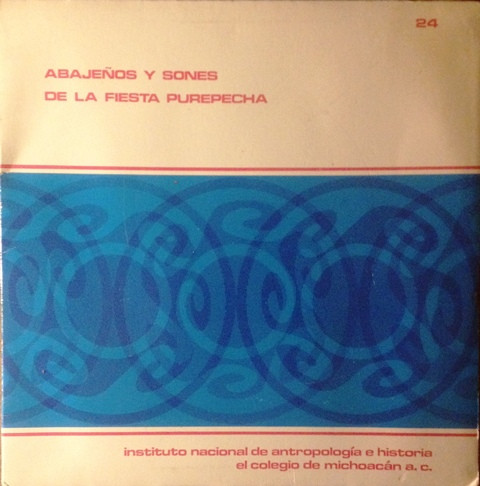 24
ABAJEÑOS Y SONES
DE LA FIESTA PUREPECHA
instituto nacional de antropología e historia
el colegio de michoacán a. c.